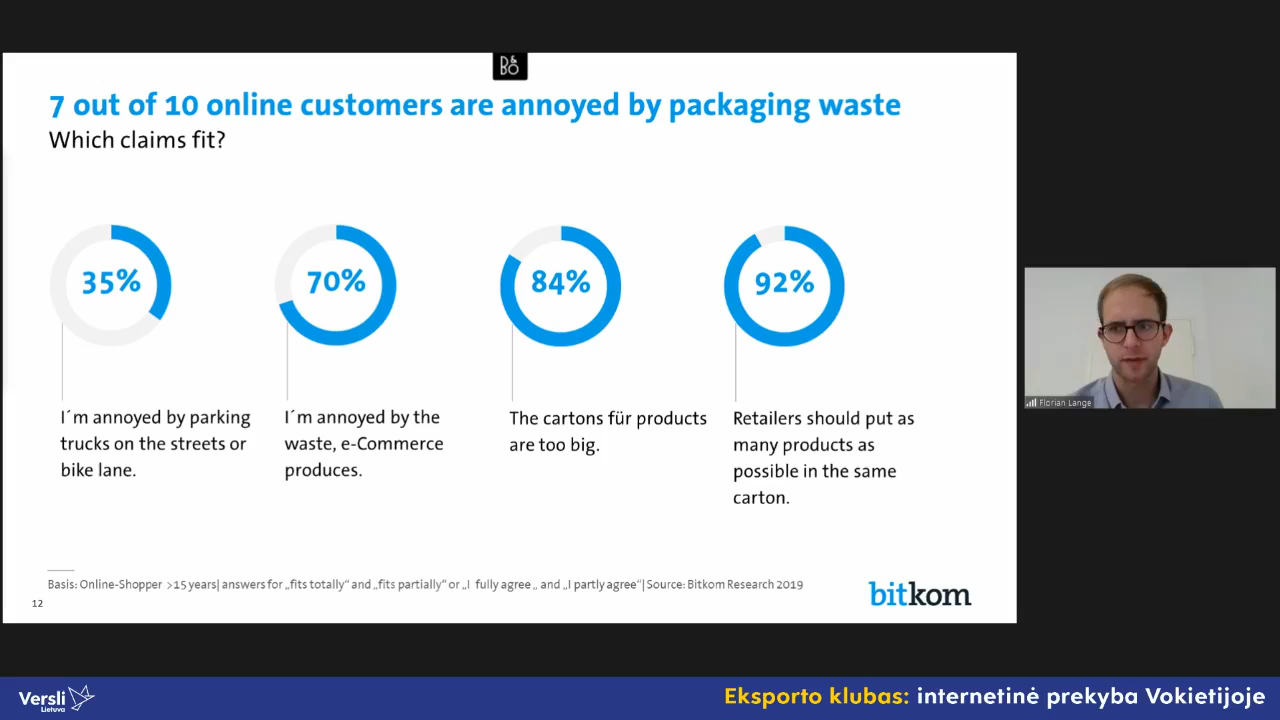 D&
BO
7 out of 10 online customers are annoyed by packaging waste
Which claims fit?
35%
70%
84%
92%
I´m annoyed by parking
trucks on the streets or
bike lane.
I´m annoyed by the
waste, e-Commerce
produces.
The cartons für products
are too big.
Retailers should put as
many products as
possible in the same
carton.
Basis: Online-Shopper >15 years| answers for „fits totally“ and „fits partially“ or „I fully agree „ and „I partly agree“| Source: Bitkom Research 2019
12
bitkom
Florian Lange
Versli
Lietuva
Eksporto klubas: internetinė prekyba Vokietijoje